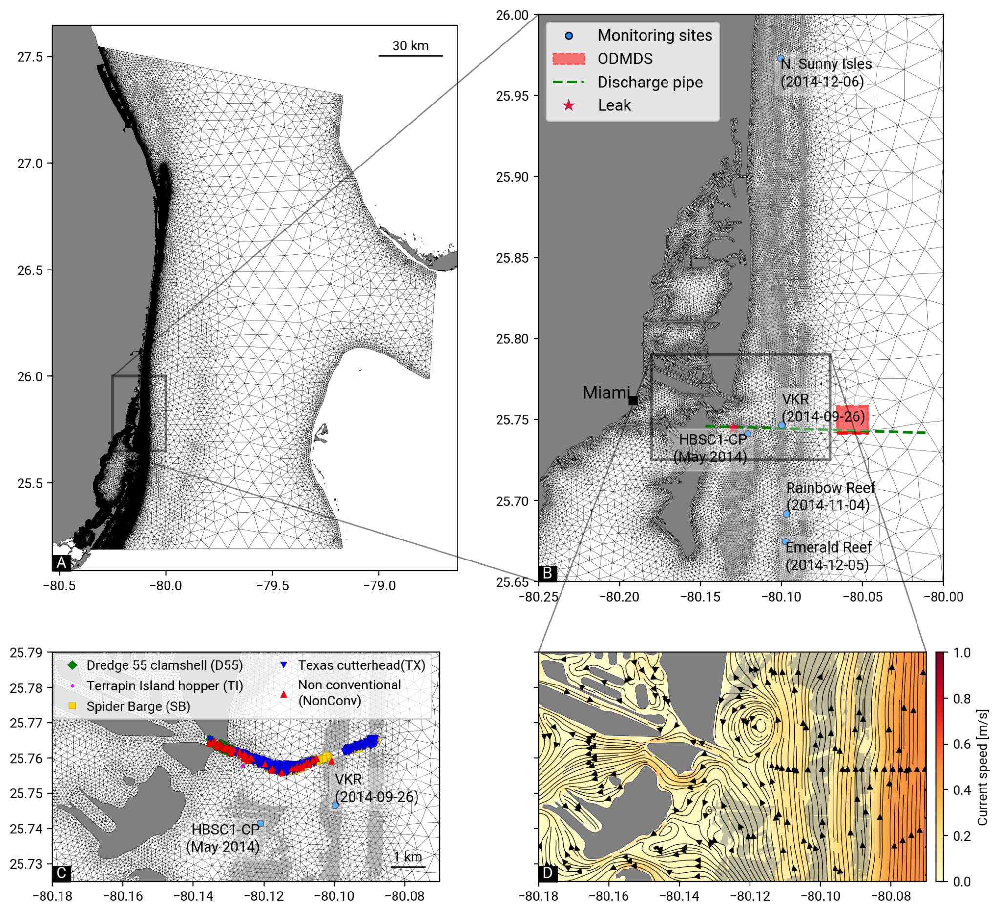 30 km
27.5
27.0
26.5
26.0
25.5
A
−80.5
−80.0
−79.5
−79.0
26.00
25.95
25.90
25.85
25.80
25.75
25.70
25.65
Monitoring sites
ODMDS
Discharge pipe
Leak
N. Sunny Isles
(2014-12-06)
Miami
VKR
(2014-09-26)
HBSC1-CP
(May 2014)
Rainbow Reef
(2014-11-04)
Emerald Reef
(2014-12-05)
B
−80.25
−80.20
−80.15
−80.10
−80.05
−80.00
25.79
25.78
25.77
25.76
25.75
25.74
25.73
Dredge 55 clamshell (D55)
Terrapin Island hopper (TI)
Spider Barge (SB)
Texas cutterhead(TX)
Non conventional
(NonConv)
VKR
(2014-09-26)
HBSC1-CP
(May 2014)
1 km
C
−80.18
−80.16
−80.14
−80.12
−80.10
−80.08
D
−80.18
−80.16
−80.14
−80.12
−80.10
−80.08
1.0
0.8
0.6
0.4
0.2
0.0
Current speed [m/s]